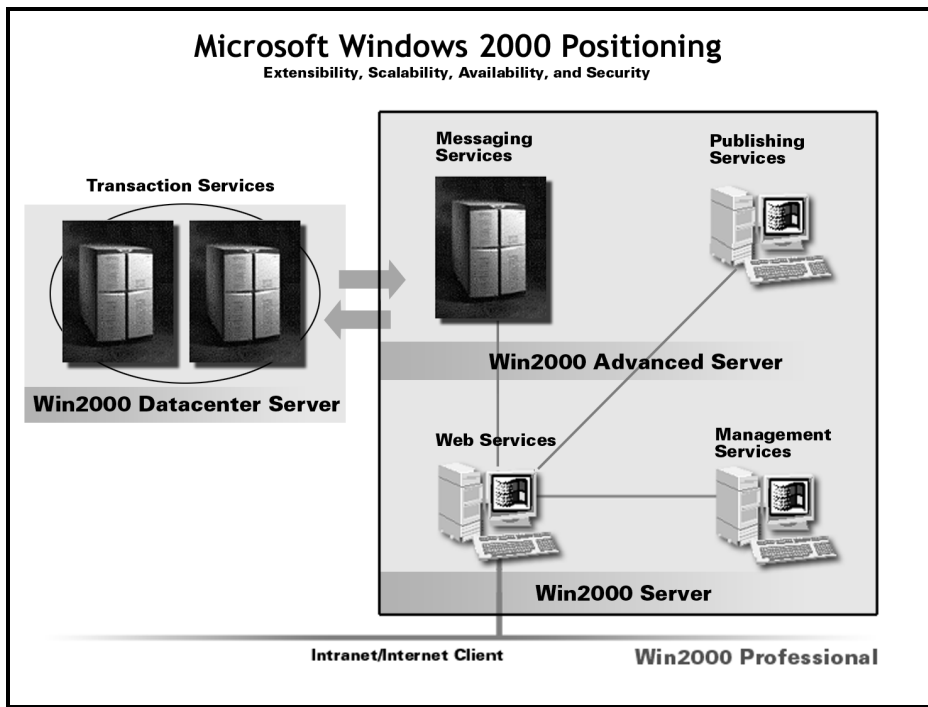 Microsoft Windows 2000 Positioning
Extensibility, Scalability, Availability, and Security
Transaction Services
Win2000 Datacenter Server
Messaging
Services
Publishing
Services
Win2000 Advanced Server
Web Services
Management
Services
Win2000 Server
Intranet/Internet Client
Win2000 Professional